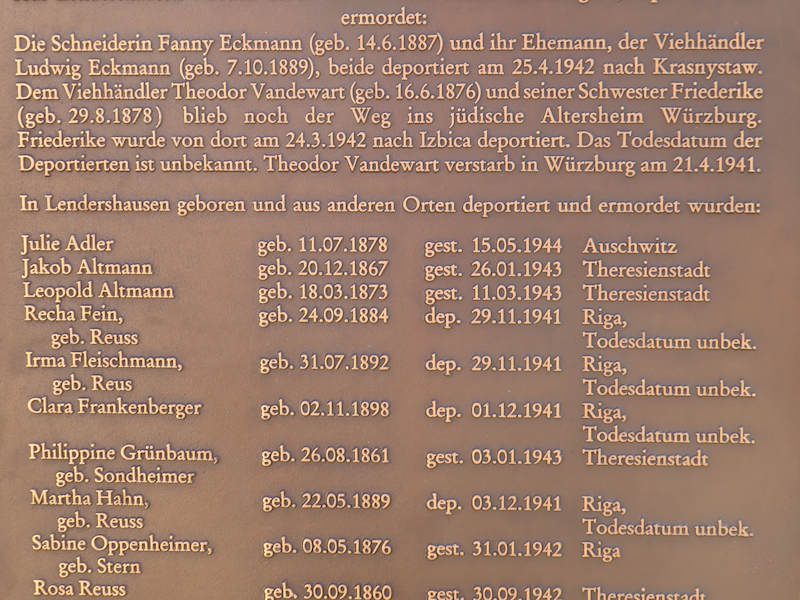 ermordet:
Die Schneiderin Fanny Eckmann (geb. 14.6.1887) und ihr Ehemann, der Viehhändler
Ludwig Eckmann (geb. 7.10.1889), beide deportiert am 25.4.1942 nach Krasnystaw.
Dem Viehhändler Theodor Vandewart (geb. 16.6.1876) und seiner Schwester Friederike
(geb. 29.8.1878) blieb noch der Weg ins jüdische Altersheim Würzburg.
Friederike wurde von dort am 24.3.1942 nach Izbica deportiert. Das Todesdatum der
Deportierten ist unbekannt. Theodor Vandewart verstarb in Würzburg am 21.4.1941.
In Lendershausen geboren und aus anderen Orten deportiert und ermordet wurden:
Julie Adler geb. 11.07.1878 gest. 15.05.1944 Auschwitz
Jakob Altmann geb. 20.12.1867 gest. 26.01.1943 Theresienstadt
Leopold Altmann geb. 18.03.1873 gest. 11.03.1943 Theresienstadt
Recha Fein, geb. 24.09.1884 dep. 29.11.1941 Riga,
geb. Reuss Todesdatum unbek.
Irma Fleischmann, geb. 31.07.1892 dep. 29.11.1941 Riga,
geb. Reus Todesdatum unbek.
Clara Frankenberger geb. 02.11.1898 dep. 01.12.1941 Riga,
Todesdatum unbek.
Philippine Grünbaum, geb. 26.08.1861 gest. 03.01.1943 Theresienstadt
geb. Sondheimer
Martha Hahn, geb. 22.05.1889 dep. 03.12.1941 Riga,
geb. Reuss Todesdatum unbek.
Sabine Oppenheimer, geb. 08.05.1876 gest. 31.01.1942 Riga
geb. Stern
Rosa Reuss geb. 30.09.1860 gest. 30.09.1942 Theresienstadt